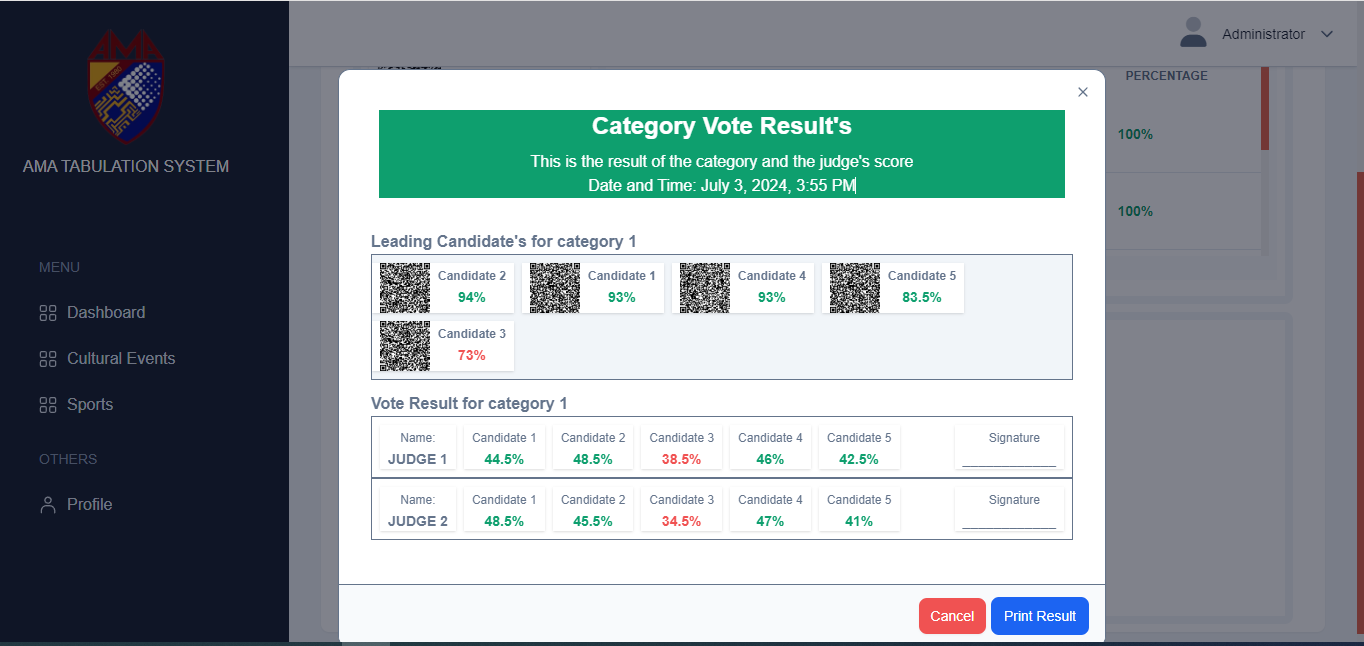 AMA
EST. 1980
AMA TABULATION SYSTEM
MENU
Dashboard
Cultural Events
Sports
OTHERS
Profile
Administrator
PERCENTAGE
100%
100%
Category Vote Result's
This is the result of the category and the judge's score
Date and Time: July 3, 2024, 3:55 PM
Leading Candidate's for category 1
Candidate 2 Candidate 1 Candidate 4 Candidate 5
94% 93% 93% 83.5%
Candidate 3
73%
Vote Result for category 1
Name: Candidate 1 Candidate 2 Candidate 3 Candidate 4 Candidate 5 Signature
JUDGE 1 44.5% 48.5% 38.5% 46% 42.5%
Name: Candidate 1 Candidate 2 Candidate 3 Candidate 4 Candidate 5 Signature
JUDGE 2 48.5% 45.5% 34.5% 47% 41%
Cancel Print Result